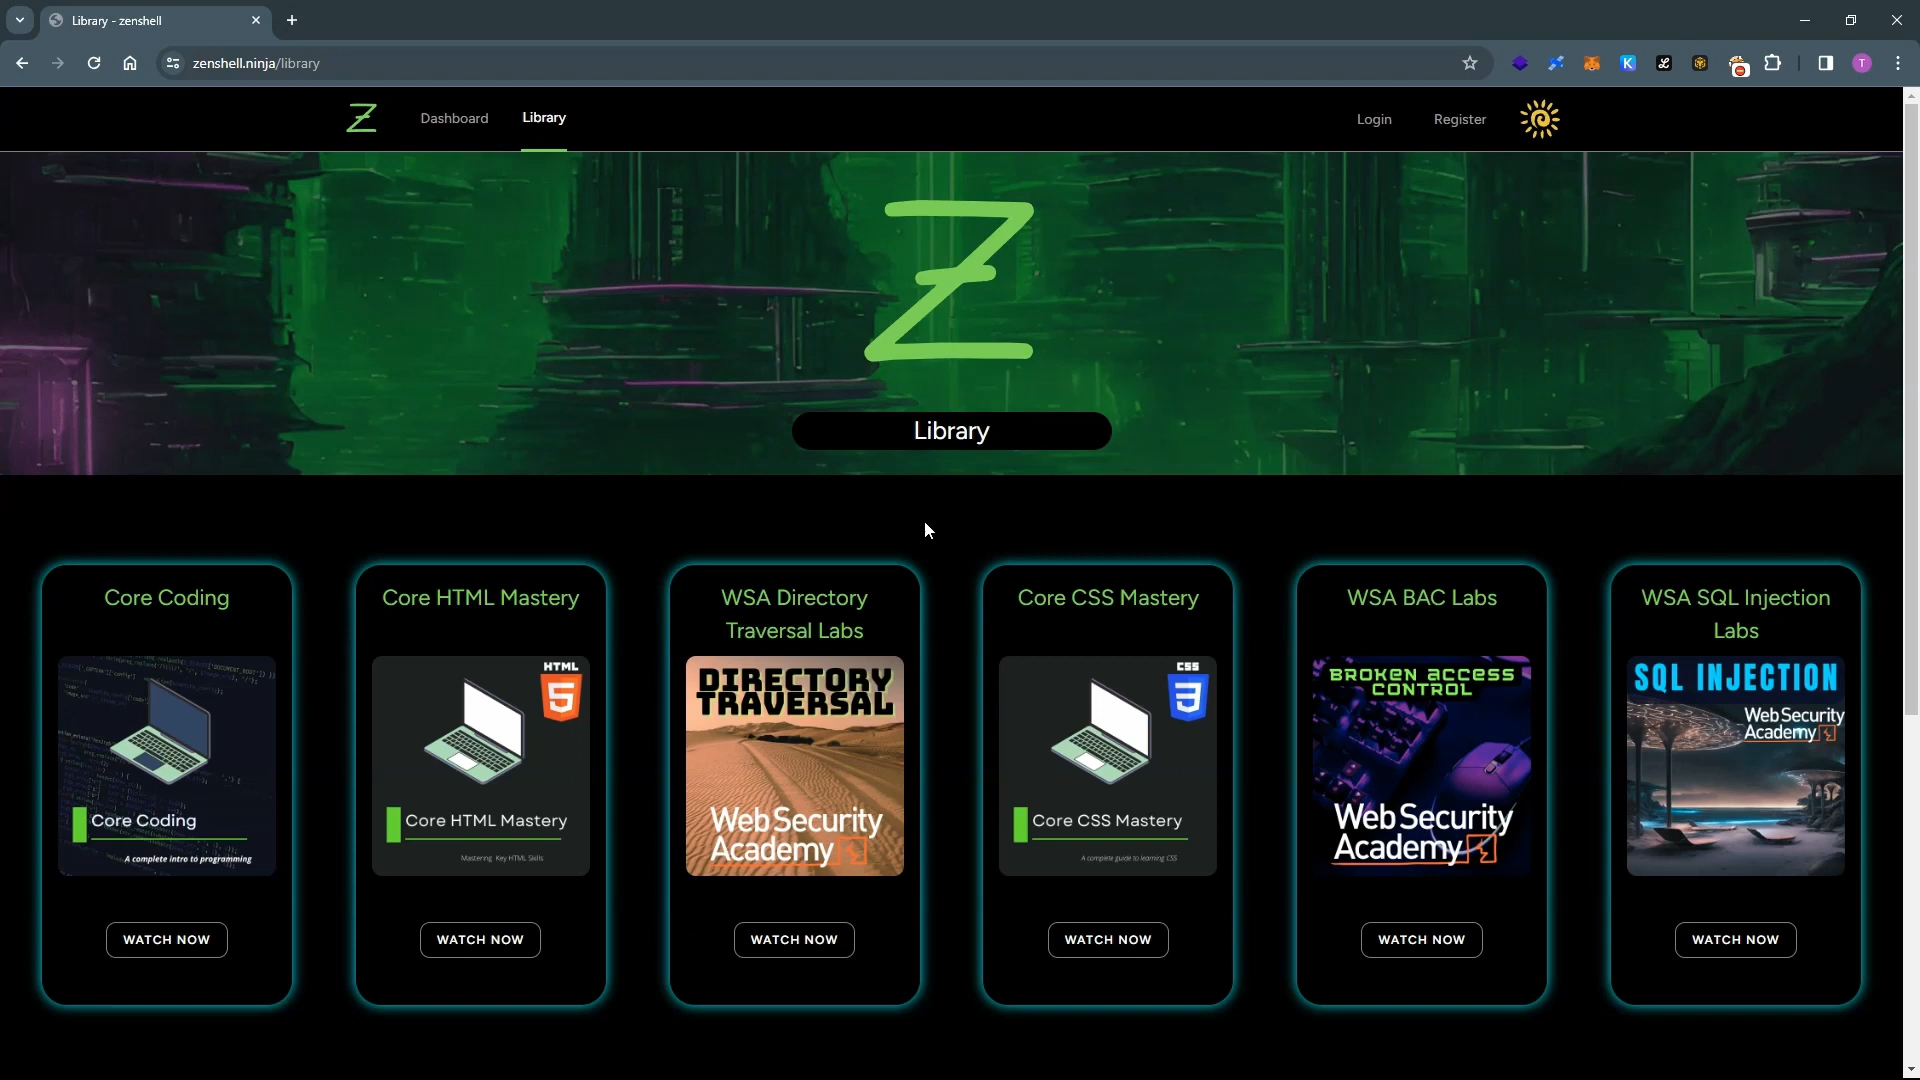 Library - zenshell
zenshell.ninja/library
T
Dashboard
Library
Login
Register
Library
Core Coding
Core HTML Mastery
WSA Directory
Traversal Labs
Core CSS Mastery
WSA BAC Labs
WSA SQL Injection
Labs
Core Coding
A complete intro to programming
HTML
5
Core HTML Mastery
Mastering Key HTML Skills
DIRECTORY
TRAVERSAL
Web Security
Academy
CSS
3
Core CSS Mastery
A complete guide to learning CSS
BROKEN ACCESS
CONTROL
Web Security
Academy
SQL INJECTION
Web Security
Academy
WATCH NOW
WATCH NOW
WATCH NOW
WATCH NOW
WATCH NOW
WATCH NOW